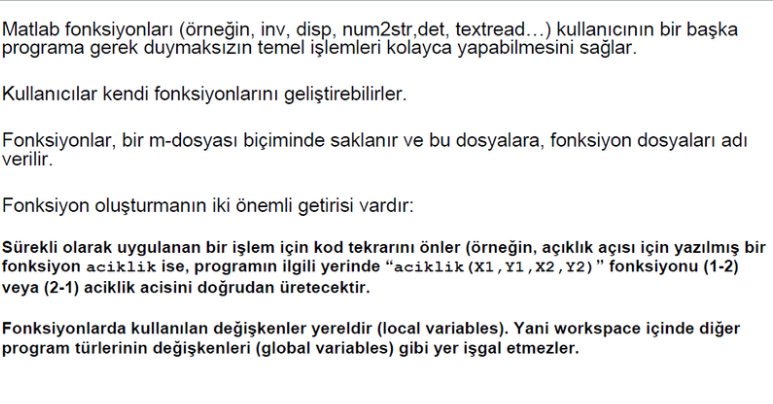 Matlab fonksiyonları (örneğin, inv, disp, num2str,det, textread…) kullanıcının bir başka
programa gerek duymaksızın temel işlemleri kolayca yapabilmesini sağlar.
Kullanıcılar kendi fonksiyonlarını geliştirebilirler.
Fonksiyonlar, bir m-dosyası biçiminde saklanır ve bu dosyalara, fonksiyon dosyaları adı
verilir.
Fonksiyon oluşturmanın iki önemli getirisi vardır:
Sürekli olarak uygulanan bir işlem için kod tekrarını önler (örneğin, açıklık açısı için yazılmış bir
fonksiyon aciklik ise, programın ilgili yerinde “aciklik(X1,Y1,X2,Y2)” fonksiyonu (1-2)
veya (2-1) aciklik acisini doğrudan üretecektir.
Fonksiyonlarda kullanılan değişkenler yereldir (local variables). Yani workspace içinde diğer
program türlerinin değişkenleri (global variables) gibi yer işgal etmezler.